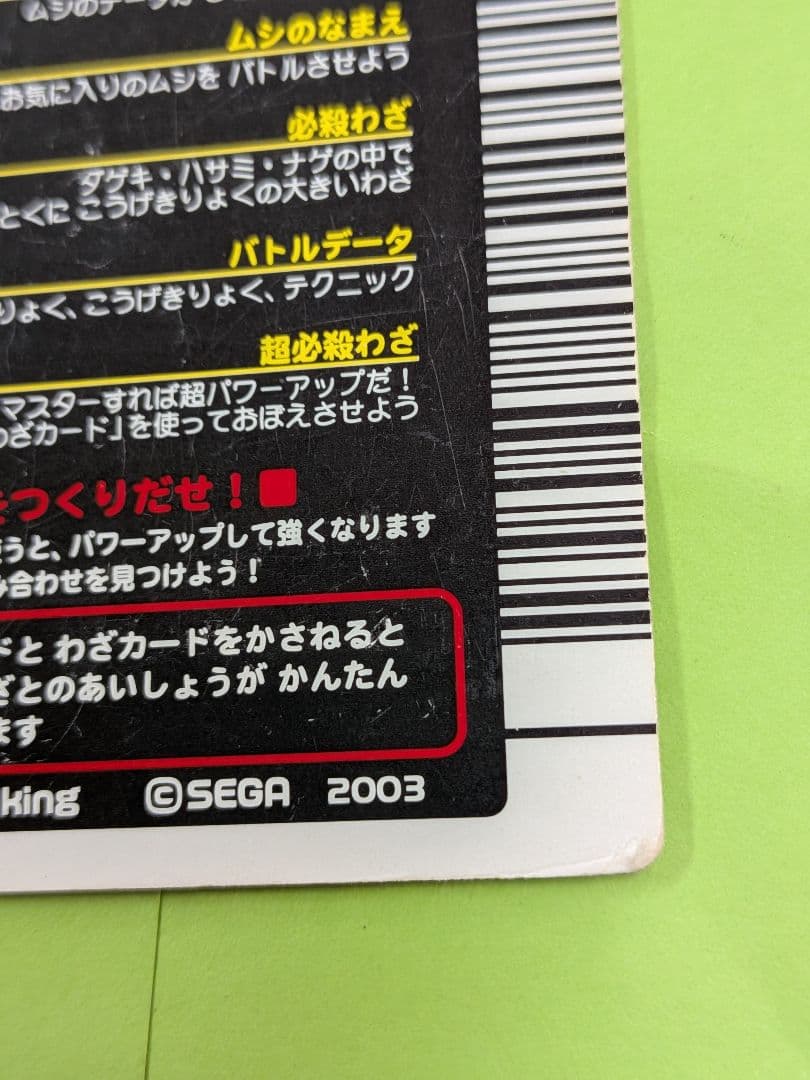 ムシのデータが
ムシのなまえ
お気に入りのムシを バトルさせよう
必殺わざ
ダゲキ・ハサミ・ナゲの中で
とくに こうげきりょくの大きいわざ
バトルデータ
りょく、こうげきりょく、テクニック
超必殺わざ
マスターすれば超パワーアップだ！
わざカード」を使っておぼえさせよう
をつくりだせ！■
使うと、パワーアップして強くなります
み合わせを見つけよう！
ドと わざカードをかさねると
ざとのあいしょうが かんたん
ます
king ©SEGA 2003